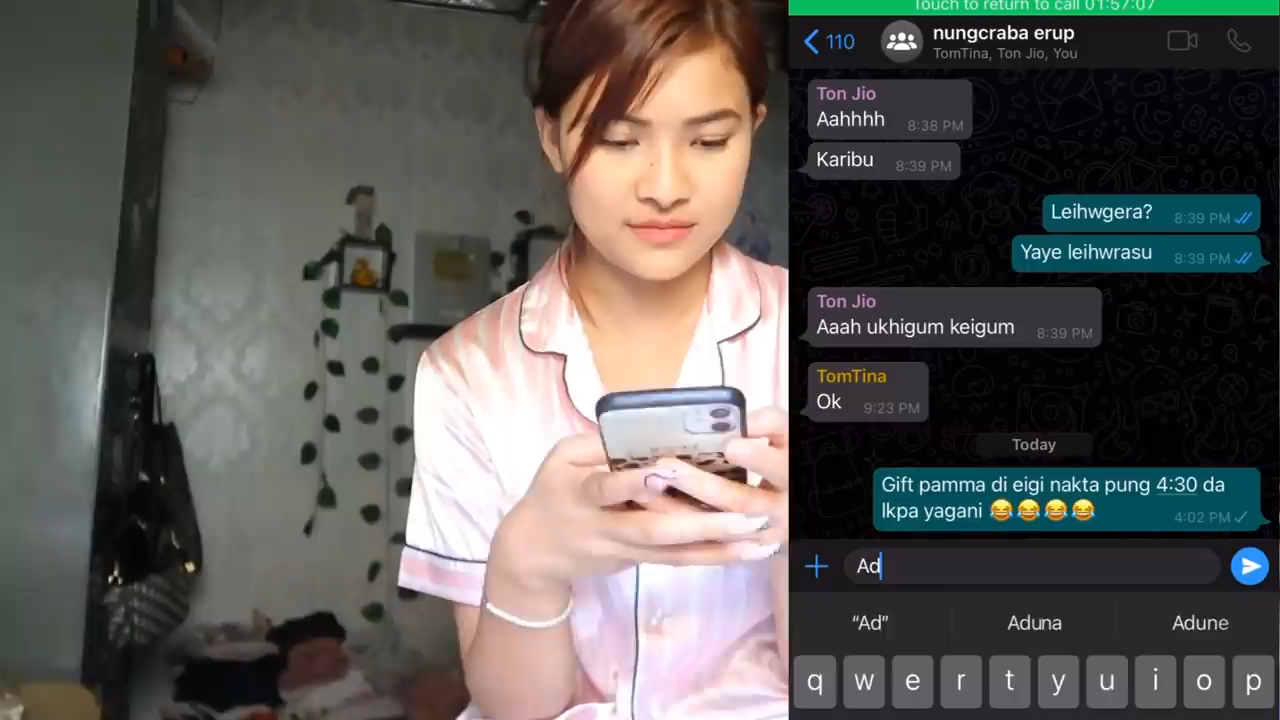 Touch to return to call 01:57:07
110
nungcraba erup
TomTina, Ton Jio, You
Ton Jio
Aahhhh 8:38 PM
Karibu 8:39 PM
Leihwgera? 8:39 PM
Yaye leihwrasu 8:39 PM
Ton Jio
Aaah ukhigum keigum 8:39 PM
TomTina
Ok 9:23 PM
Today
Gift pamma di eigi nakta pung 4:30 da
lkpa yagani 😂😂😂😂 4:02 PM
Ad
“Ad” Aduna Adune
q w e r t y u i o p